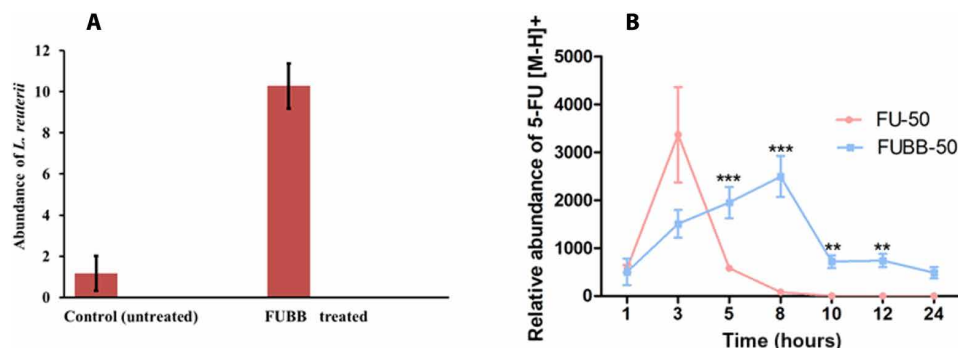 A
Abundance of L. reuterii
12
10
8
6
4
2
0
Control (untreated)
FUBB treated
B
Relative abundance of 5-FU [M-H]+
5000
4000
3000
2000
1000
0
FU-50
FUBB-50
***
***
**
**
1 3 5 8 10 12 24
Time (hours)